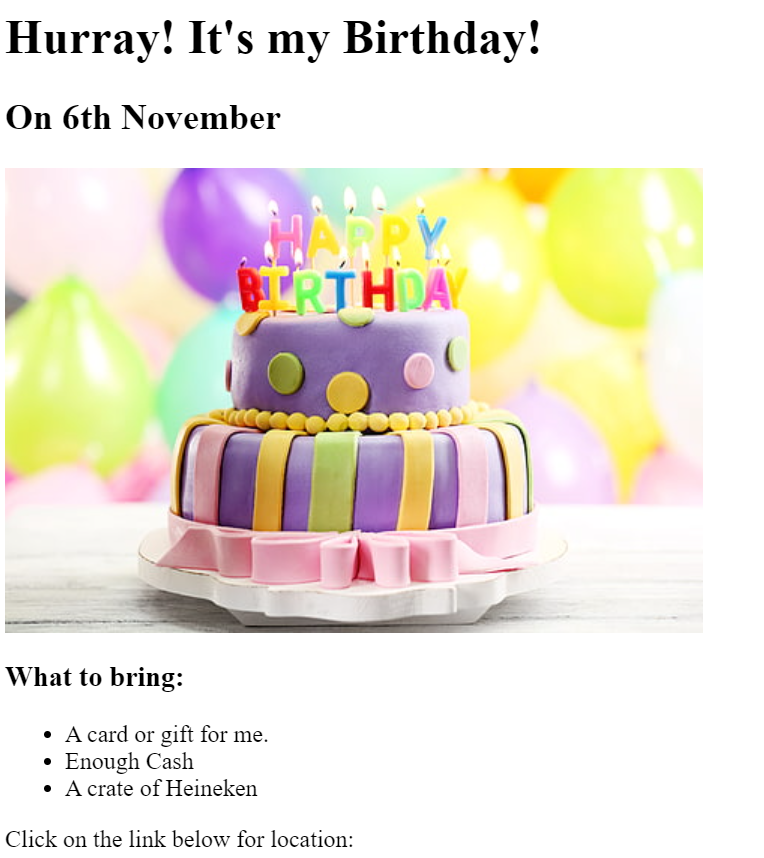 Hurray! It's my Birthday!
On 6th November
HAPPY
BIRTHDAY
What to bring:
A card or gift for me.
Enough Cash
A crate of Heineken
Click on the link below for location: